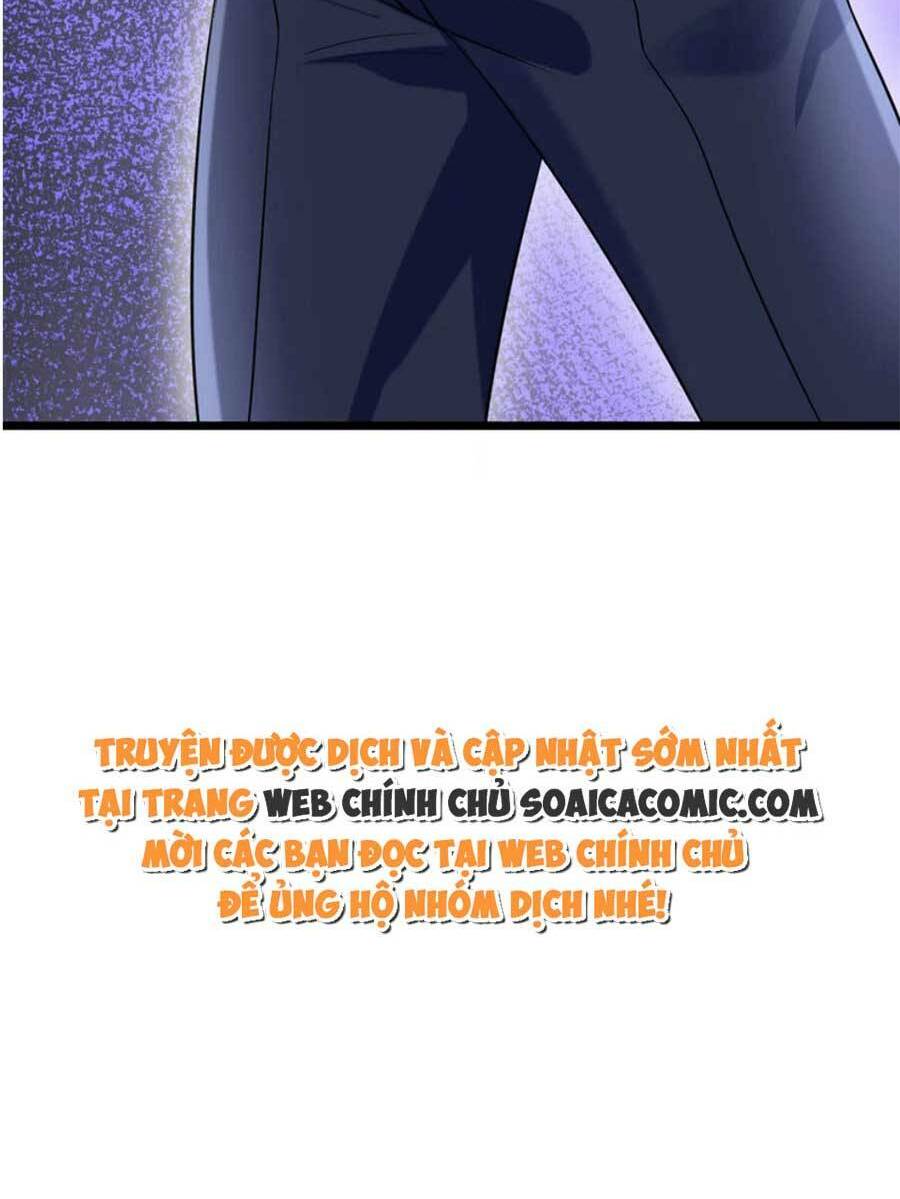 TRUYỆN ĐƯỢC DỊCH VÀ CẬP NHẬT SỚM NHẤT
TẠI TRANG WEB CHÍNH CHỦ SOAICACOMIC.COM
MỜI CÁC BẠN ĐỌC TẠI WEB CHÍNH CHỦ
ĐỂ ỦNG HỘ NHÓM DỊCH NHÉ!